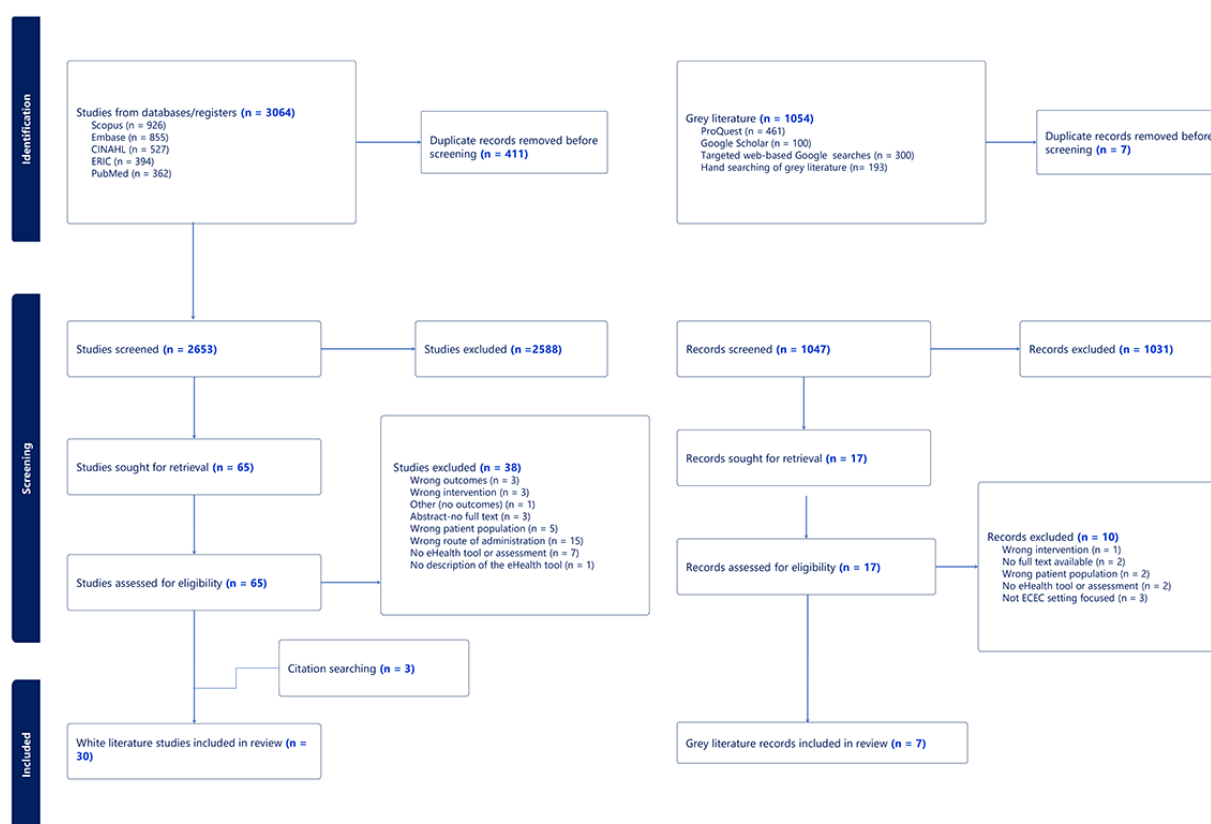 Identification
Studies from databases/registers (n = 3064)
Scopus (n = 926)
Embase (n = 855)
CINAHL (n = 527)
ERIC (n = 394)
PubMed (n = 362)
Duplicate records removed before
screening (n = 411)
Grey literature (n = 1054)
ProQuest (n = 461)
Google Scholar (n = 100)
Targeted web-based Google searches (n = 300)
Hand searching of grey literature (n= 193)
Duplicate records removed before
screening (n = 7)
Screening
Studies screened (n = 2653)
Studies excluded (n =2588)
Records screened (n = 1047)
Records excluded (n = 1031)
Studies sought for retrieval (n = 65)
Studies excluded (n = 38)
Wrong outcomes (n = 3)
Wrong intervention (n = 3)
Other (no outcomes) (n = 1)
Abstract-no full text (n = 3)
Wrong patient population (n = 5)
Wrong route of administration (n = 15)
No eHealth tool or assessment (n = 7)
No description of the eHealth tool (n = 1)
Records sought for retrieval (n = 17)
Studies assessed for eligibility (n = 65)
Records assessed for eligibility (n = 17)
Records excluded (n = 10)
Wrong intervention (n = 1)
No full text available (n = 2)
Wrong patient population (n = 2)
No eHealth tool or assessment (n = 2)
Not ECEC setting focused (n = 3)
Citation searching (n = 3)
Included
White literature studies included in review (n =
30)
Grey literature records included in review (n = 7)